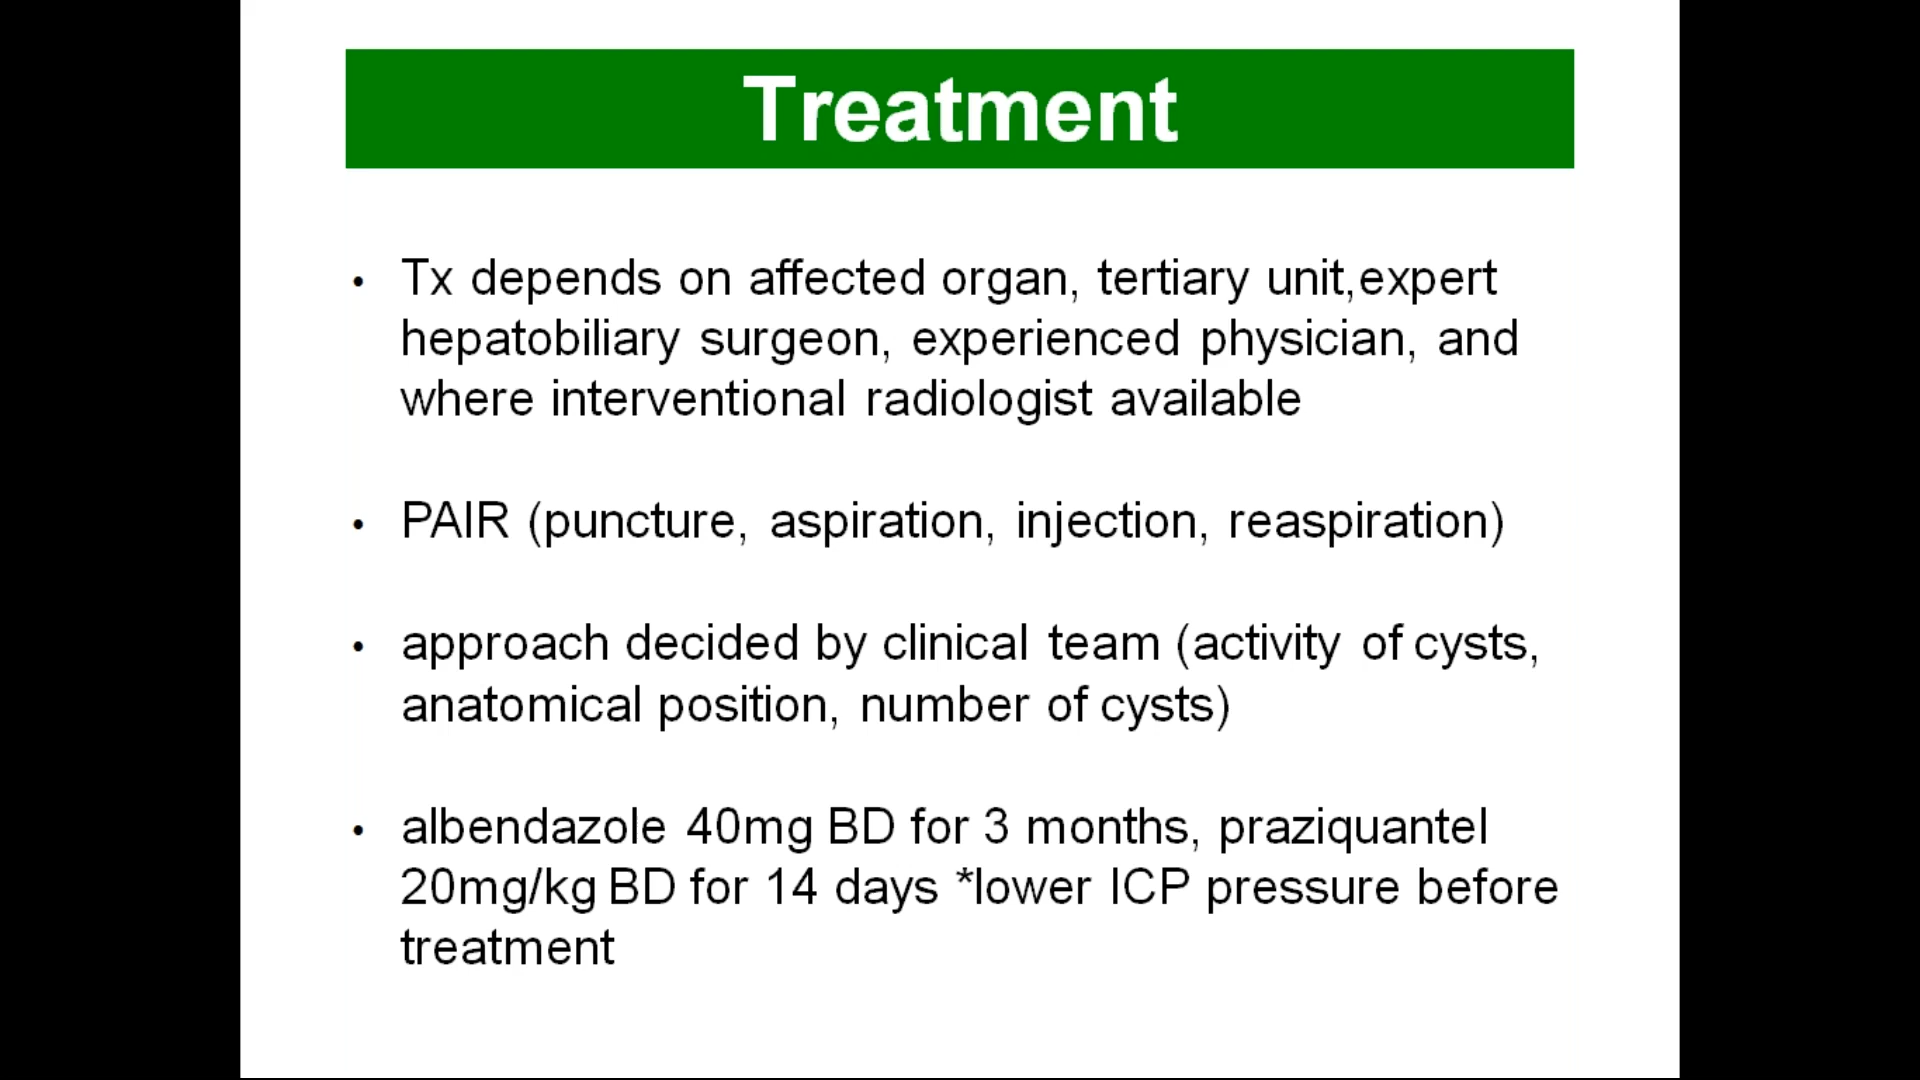 Treatment
• Tx depends on affected organ, tertiary unit,expert
hepatobiliary surgeon, experienced physician, and
where interventional radiologist available
• PAIR (puncture, aspiration, injection, reaspiration)
• approach decided by clinical team (activity of cysts,
anatomical position, number of cysts)
• albendazole 40mg BD for 3 months, praziquantel
20mg/kg BD for 14 days *lower ICP pressure before
treatment